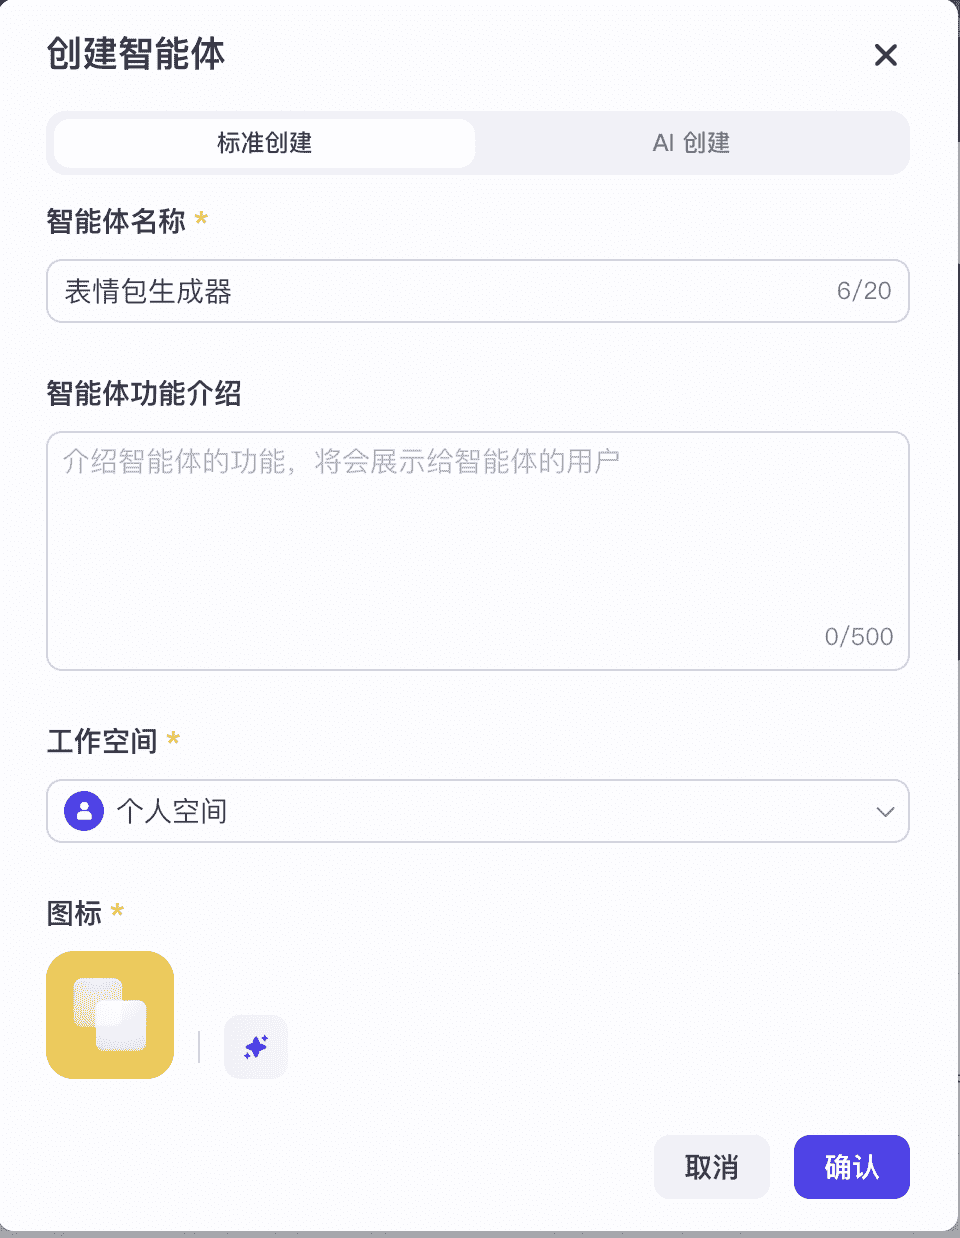 创建智能体
标准创建
AI 创建
智能体名称 *
表情包生成器 6/20
智能体功能介绍
介绍智能体的功能，将会展示给智能体的用户
0/500
工作空间 *
个人空间
图标 *
取消 确认